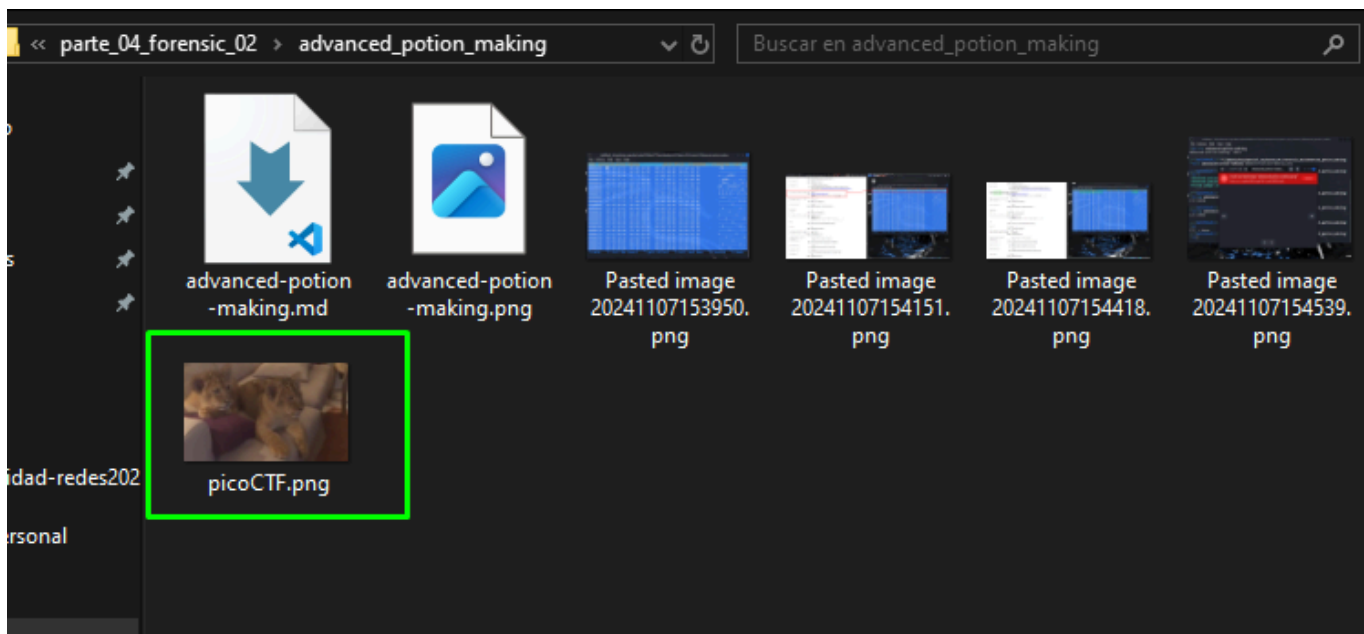 « parte_04_forensic_02 > advanced_potion_making
Buscar en advanced_potion_making
advanced-potion
-making.md
advanced-potion
-making.png
Pasted image
20241107153950.
png
Pasted image
20241107154151.
png
Pasted image
20241107154418.
png
Pasted image
20241107154539.
png
picoCTF.png
idad-redes202
ersonal